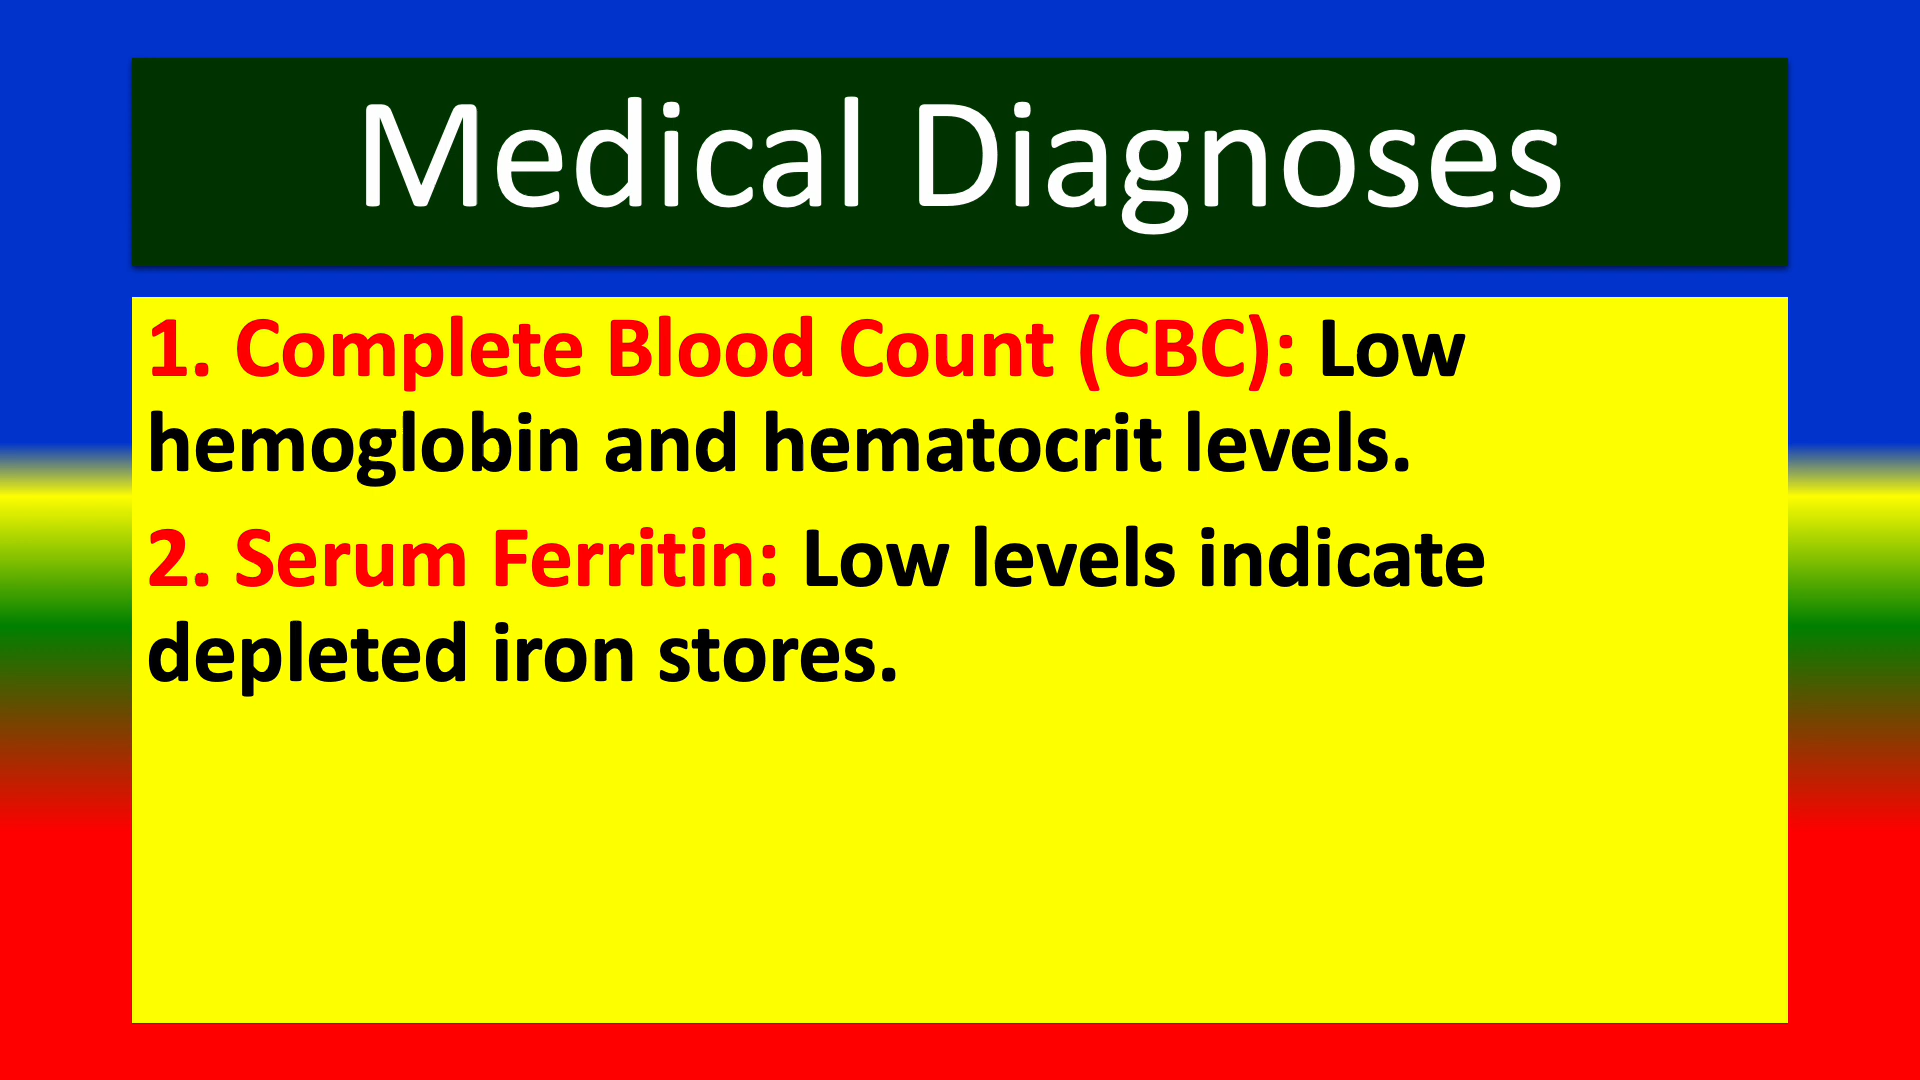 Medical Diagnoses
1. Complete Blood Count (CBC): Low
hemoglobin and hematocrit levels.
2. Serum Ferritin: Low levels indicate
depleted iron stores.